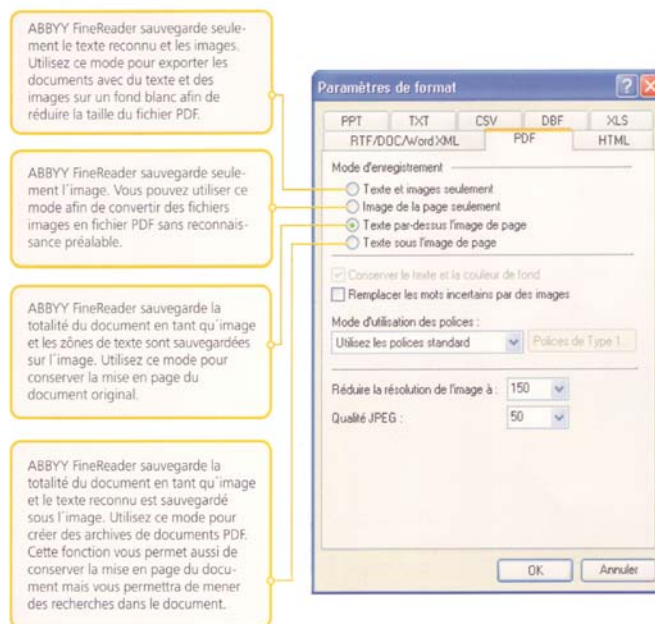 ABBYY FineReader sauvegarde seule-
ment le texte reconnu et les images.
Utilisez ce mode pour exporter les
documents avec du texte et des
images sur un fond blanc afin de
réduire la taille du fichier PDF.
ABBYY FineReader sauvegarde seule-
ment l´image. Vous pouvez utiliser ce
mode afin de convertir des fichiers
images en fichier PDF sans reconnais-
sance préalable.
ABBYY FineReader sauvegarde la
totalité du document en tant qu´image
et les zônes de texte sont sauvegardées
sur l´image. Utilisez ce mode pour
conserver la mise en page du
document original.
ABBYY FineReader sauvegarde la
totalité du document en tant qu´image
et le texte reconnu est sauvegardé
sous l´image. Utilisez ce mode pour
créer des archives de documents PDF.
Cette fonction vous permet aussi de
conserver la mise en page du docu-
ment mais vous permettra de mener
des recherches dans le document.
Paramètres de format
PPT TXT CSV DBF XLS
RTF/DOC/Word XML PDF HTML
Mode d'enregistrement
Texte et images seulement
Image de la page seulement
Texte par-dessus l'image de page
Texte sous l'image de page
Conserver le texte et la couleur de fond
Remplacer les mots incertains par des images
Mode d'utilisation des polices :
Utilisez les polices standard Polices de Type 1...
Réduire la résolution de l'image à : 150
Qualité JPEG : 50
OK Annuler